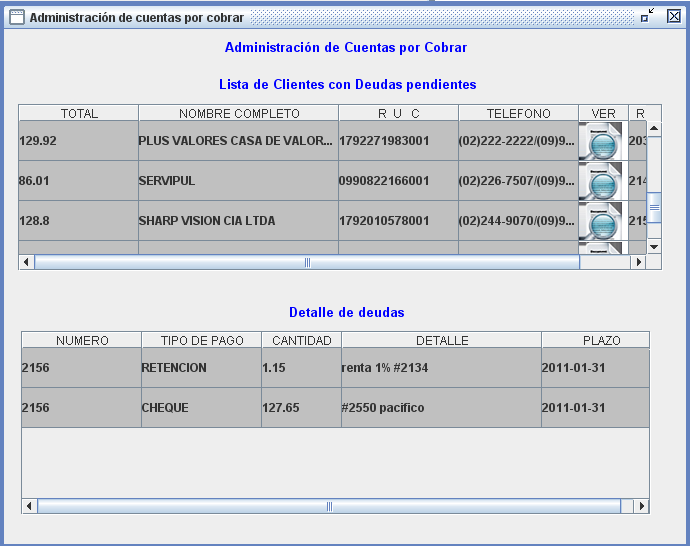 Administración de cuentas por cobrar
Administración de Cuentas por Cobrar
Lista de Clientes con Deudas pendientes
TOTAL NOMBRE COMPLETO R U C TELEFONO VER R
129.92 PLUS VALORES CASA DE VALOR... 1792271983001 (02)222-2222/(09)9... 203
86.01 SERVIPUL 0990822166001 (02)226-7507/(09)9... 214
128.8 SHARP VISION CIA LTDA 1792010578001 (02)244-9070/(09)9... 215
Detalle de deudas
NUMERO TIPO DE PAGO CANTIDAD DETALLE PLAZO
2156 RETENCION 1.15 renta 1% #2134 2011-01-31
2156 CHEQUE 127.65 #2550 pacifico 2011-01-31